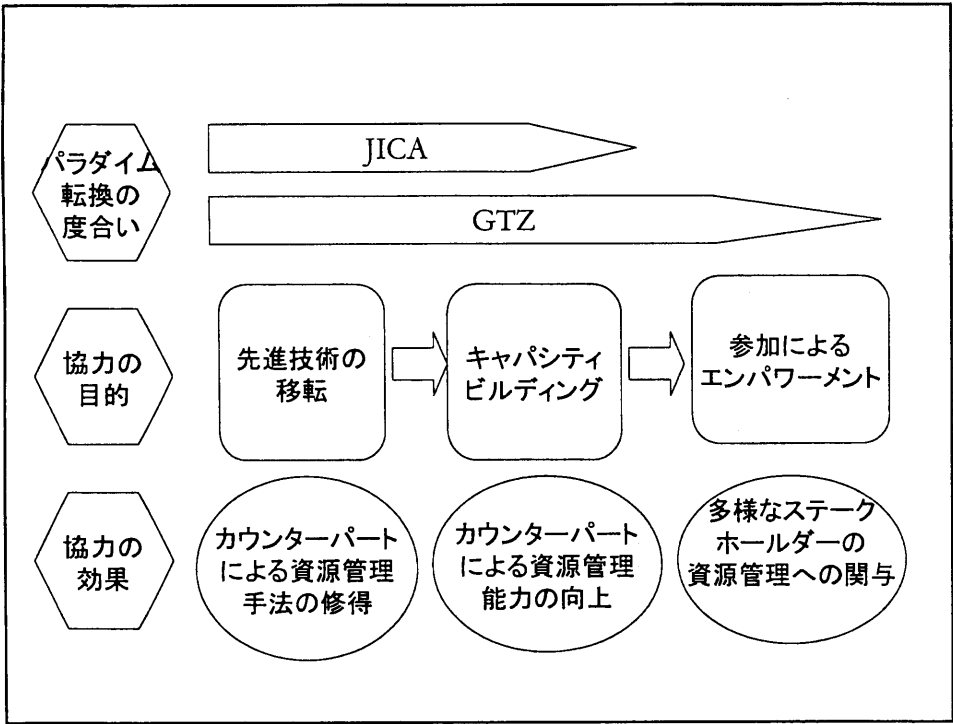 パラダイム
転換の
度合い
JICA
GTZ
協力の
目的
先進技術の
移転
キャパシティ
ビルディング
参加による
エンパワーメント
協力の
効果
カウンターパート
による資源管理
手法の修得
カウンターパート
による資源管理
能力の向上
多様なステーク
ホールダーの
資源管理への関与